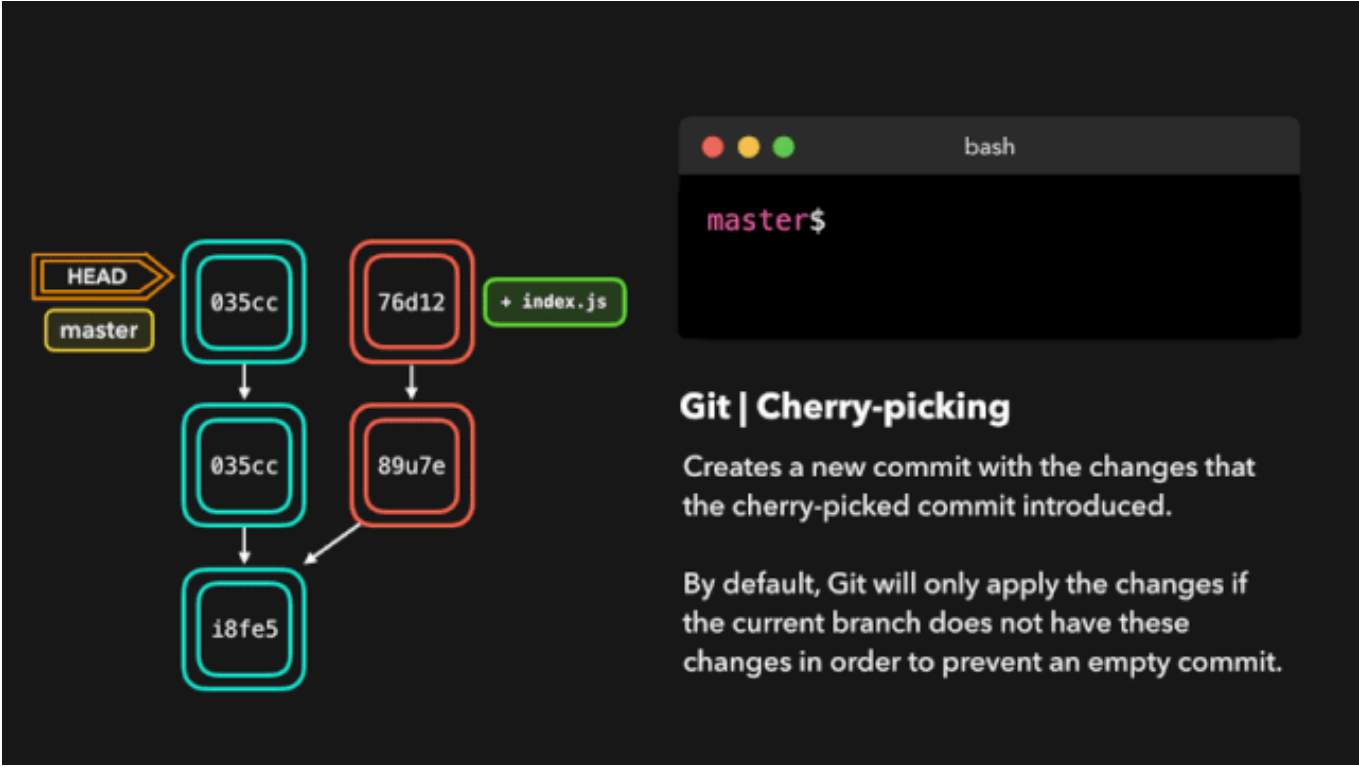 bash
master$
HEAD
master
035cc
76d12
+ index.js
035cc
89u7e
i8fe5
Git | Cherry-picking
Creates a new commit with the changes that
the cherry-picked commit introduced.
By default, Git will only apply the changes if
the current branch does not have these
changes in order to prevent an empty commit.